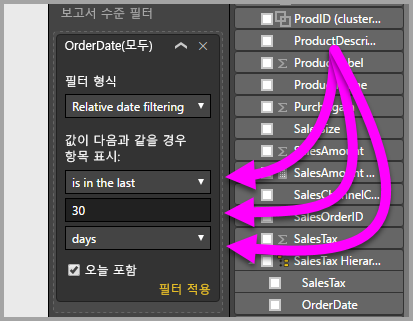 보고서 수준 필터
OrderDate(모두)
필터 형식
Relative date filtering
값이 다음과 같을 경우
항목 표시:
is in the last
30
days
오늘 포함
필터 적용
ProdID (cluster...
ProductDescri...
SalesSize
SalesAmount
SalesAmount ...
SalesChannelC...
SalesOrderID
SalesTax
SalesTax Hierar...
SalesTax
OrderDate